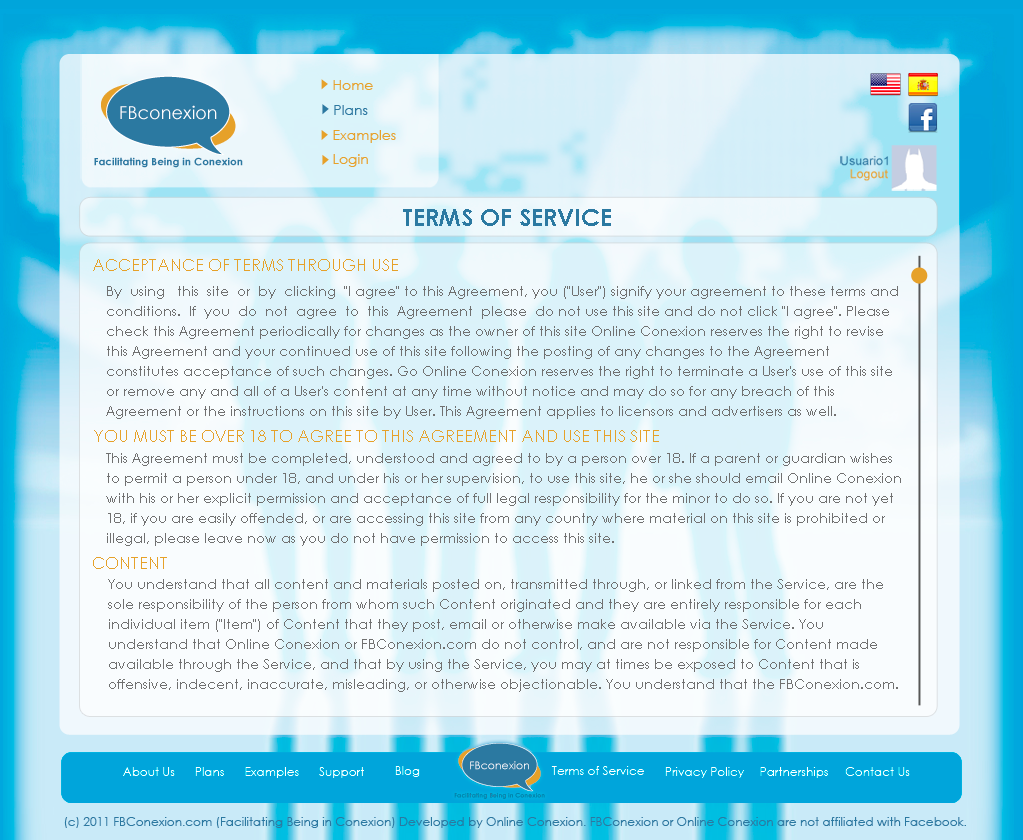 FBconexion
Facilitating Being in Conexion
Home
Plans
Examples
Login
Usuario1
Logout
TERMS OF SERVICE
ACCEPTANCE OF TERMS THROUGH USE
By using this site or by clicking "I agree" to this Agreement, you ("User") signify your agreement to these terms and
conditions. If you do not agree to this Agreement please do not use this site and do not click "I agree". Please
check this Agreement periodically for changes as the owner of this site Online Conexion reserves the right to revise
this Agreement and your continued use of this site following the posting of any changes to the Agreement
constitutes acceptance of such changes. Go Online Conexion reserves the right to terminate a User's use of this site
or remove any and all of a User's content at any time without notice and may do so for any breach of this
Agreement or the instructions on this site by User. This Agreement applies to licensors and advertisers as well.
YOU MUST BE OVER 18 TO AGREE TO THIS AGREEMENT AND USE THIS SITE
This Agreement must be completed, understood and agreed to by a person over 18. If a parent or guardian wishes
to permit a person under 18, and under his or her supervision, to use this site, he or she should email Online Conexion
with his or her explicit permission and acceptance of full legal responsibility for the minor to do so. If you are not yet
18, if you are easily offended, or are accessing this site from any country where material on this site is prohibited or
illegal, please leave now as you do not have permission to access this site.
CONTENT
You understand that all content and materials posted on, transmitted through, or linked from the Service, are the
sole responsibility of the person from whom such Content originated and they are entirely responsible for each
individual item ("Item") of Content that they post, email or otherwise make available via the Service. You
understand that Online Conexion or FBConexion.com do not control, and are not responsible for Content made
available through the Service, and that by using the Service, you may at times be exposed to Content that is
offensive, indecent, inaccurate, misleading, or otherwise objectionable. You understand that the FBConexion.com.
About Us Plans Examples Support Blog FBconexion Terms of Service Privacy Policy Partnerships Contact Us
Facilitating Being in Conexion
(c) 2011 FBConexion.com (Facilitating Being in Conexion) Developed by Online Conexion. FBConexion or Online Conexion are not affiliated with Facebook.